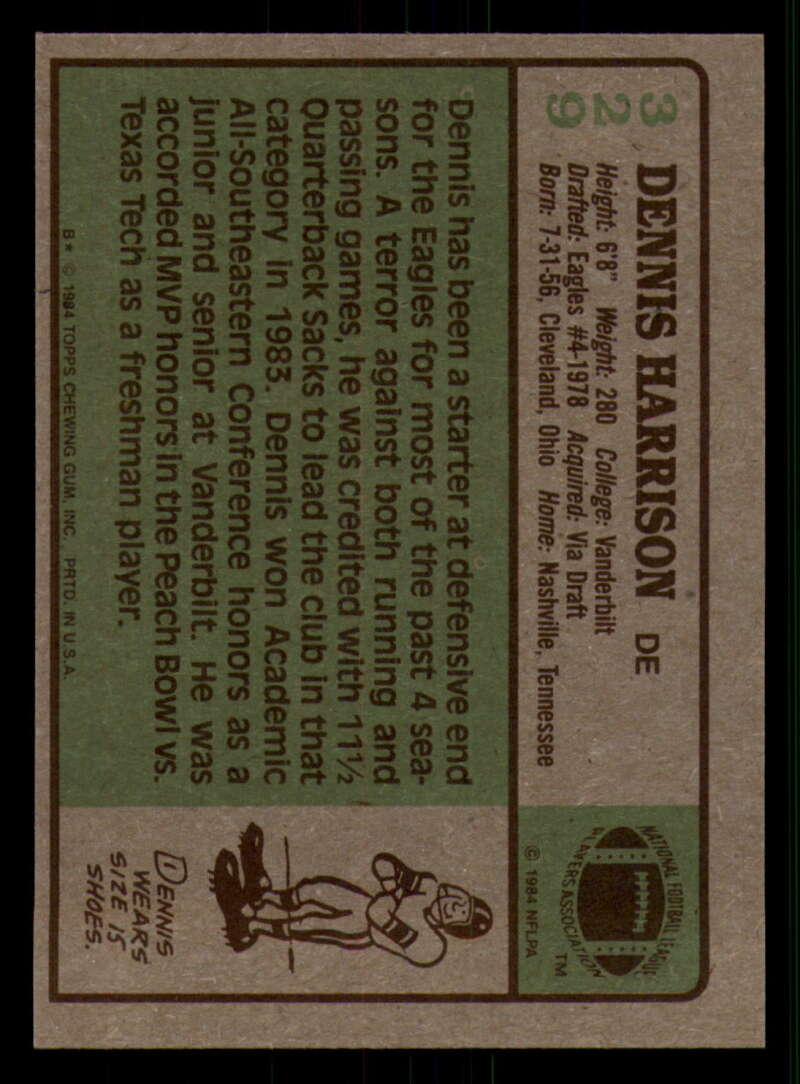 329
DENNIS HARRISON DE
Height: 6'8" Weight: 280 College: Vanderbilt
Drafted: Eagles #4-1978 Acquired: Via Draft
Born: 7-31-56, Cleveland, Ohio Home: Nashville, Tennessee
NATIONAL FOOTBALL LEAGUE
PLAYERS ASSOCIATION
TM
© 1984 NFLPA
Dennis has been a starter at defensive end
for the Eagles for most of the past 4 sea-
sons. A terror against both running and
passing games, he was credited with 11½
Quarterback Sacks to lead the club in that
category in 1983. Dennis won Academic
All-Southeastern Conference honors as a
junior and senior at Vanderbilt. He was
accorded MVP honors in the Peach Bowl vs.
Texas Tech as a freshman player.
DENNIS
WEARS
SIZE 15
SHOES.
B* © 1984 TOPPS CHEWING GUM, INC., PRTD. IN U.S.A.